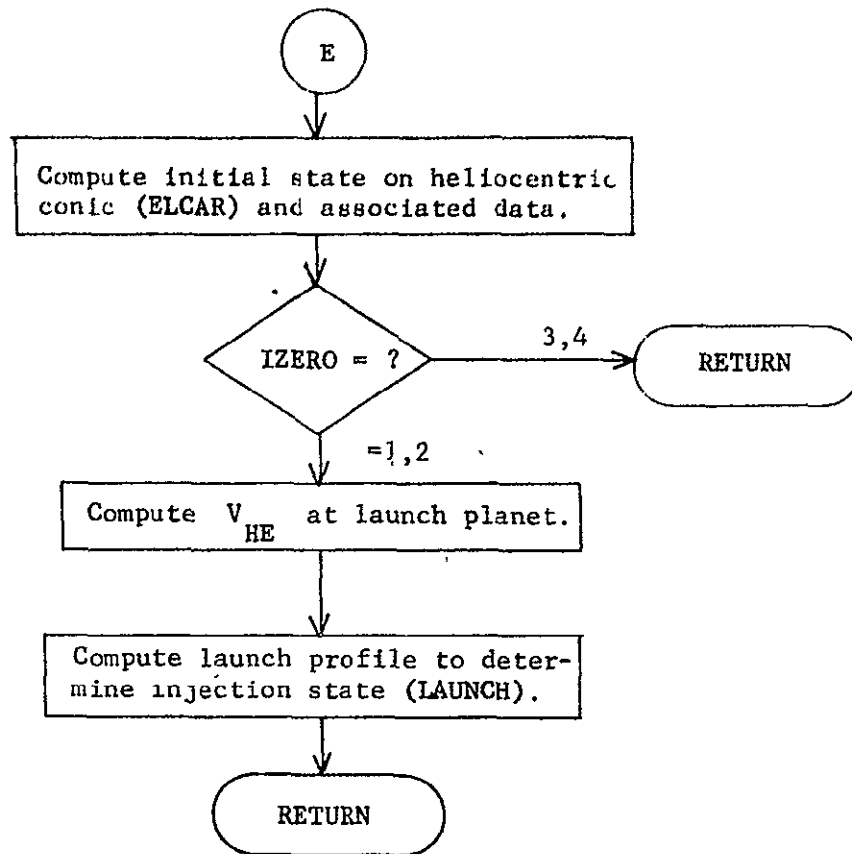 E
Compute initial state on heliocentric
conic (ELCAR) and associated data.
IZERO = ?
3,4
RETURN
=1,2
Compute V_HE at launch planet.
Compute launch profile to deter-
mine injection state (LAUNCH).
RETURN